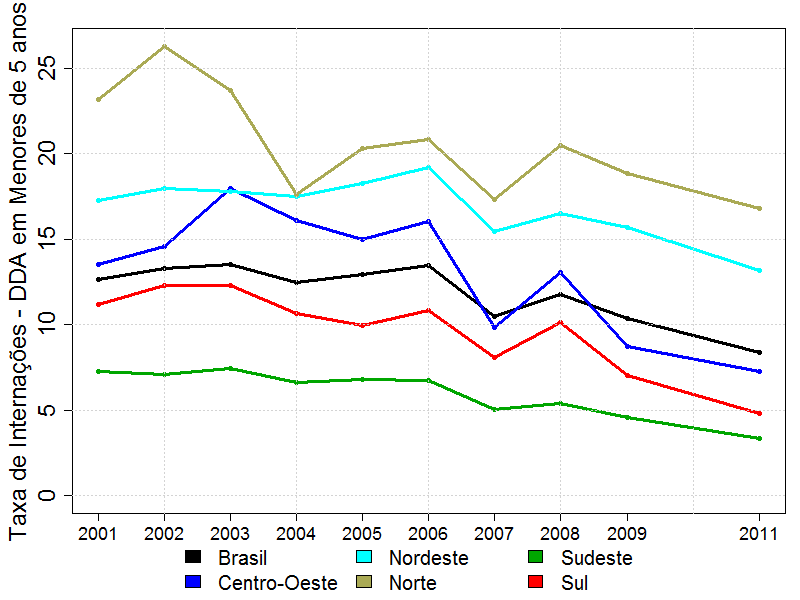 Taxa de Internações - DDA em Menores de 5 anos
25
20
15
10
5
0
2001 2002 2003 2004 2005 2006 2007 2008 2009 2011
Brasil Nordeste Sudeste
Centro-Oeste Norte Sul